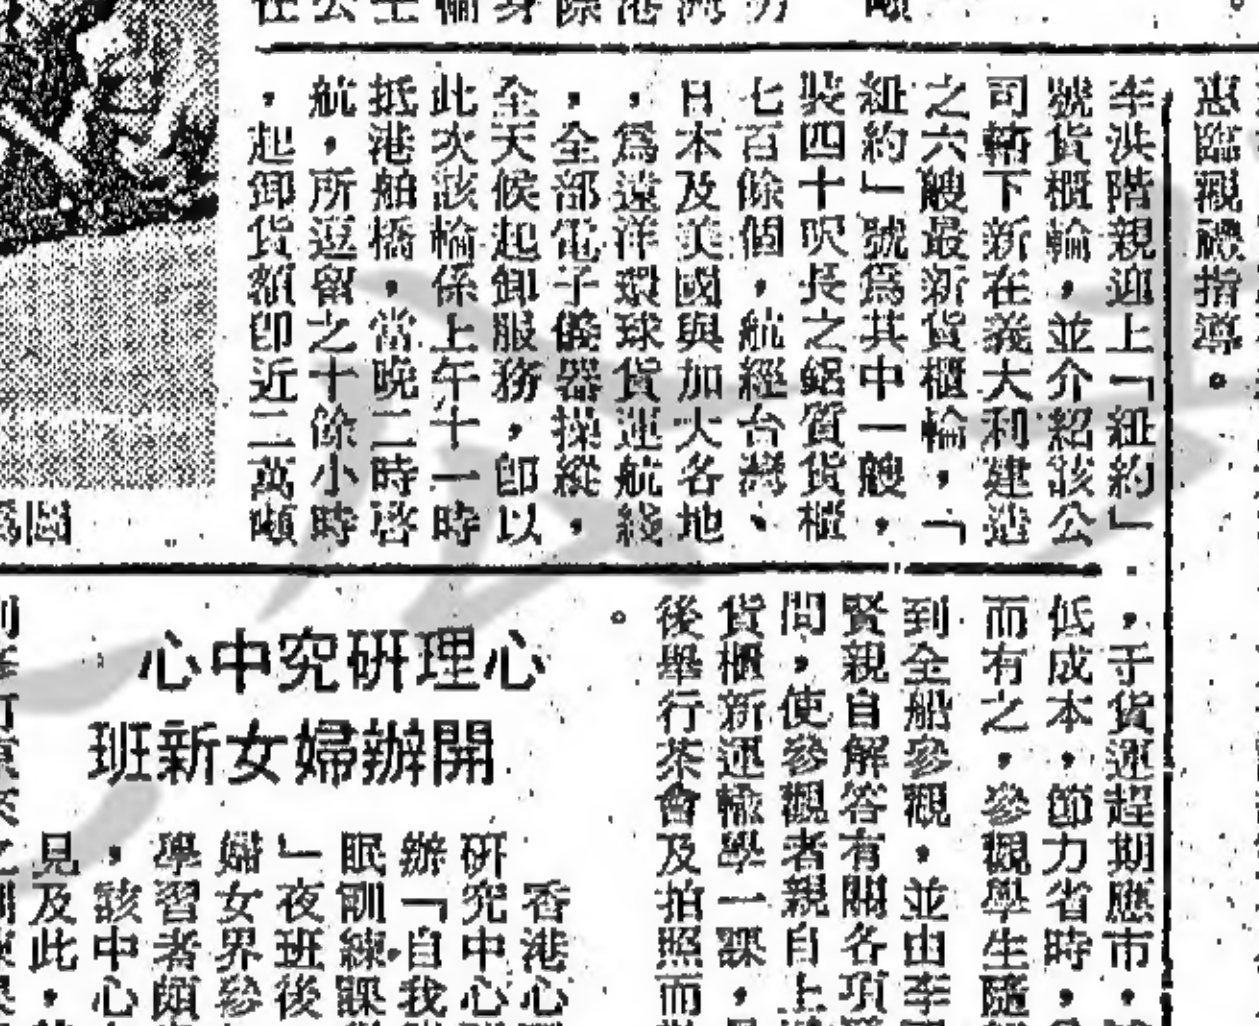 惠臨觀禮指導。
李洪階親迎上「紐約」
號貨櫃輪，並介紹該公
司轄下新在義大利建造
之六艘最新貨櫃輪，「
紐約」號爲其中一艘，
裝四十呎長之鋁質貨櫃
七百餘個，航經台灣、
日本及美國與加大各地
，爲遠洋環球貨運航綫
，全部電子儀器操縱，
全天候起卸服務，即以
此次該輪係上午十一時
抵港舶橋，當晚二時啓
航，所逗留之十餘小時
，起卸貨額即近二萬噸
，于貨運趕期應市，
低成本，節力省時，
而有之，參觀學生隨
到全船參觀，並由李
賢親自解答有關各項
問，使參觀者親自上
貨櫃新運輸學一課，
後舉行茶會及拍照而
。
心理研究中心
開辦婦女新班
香港心
研究中心
辦「自我
眠訓練課
」夜班後
婦女界參
學習者頗
，該中心
見及此，